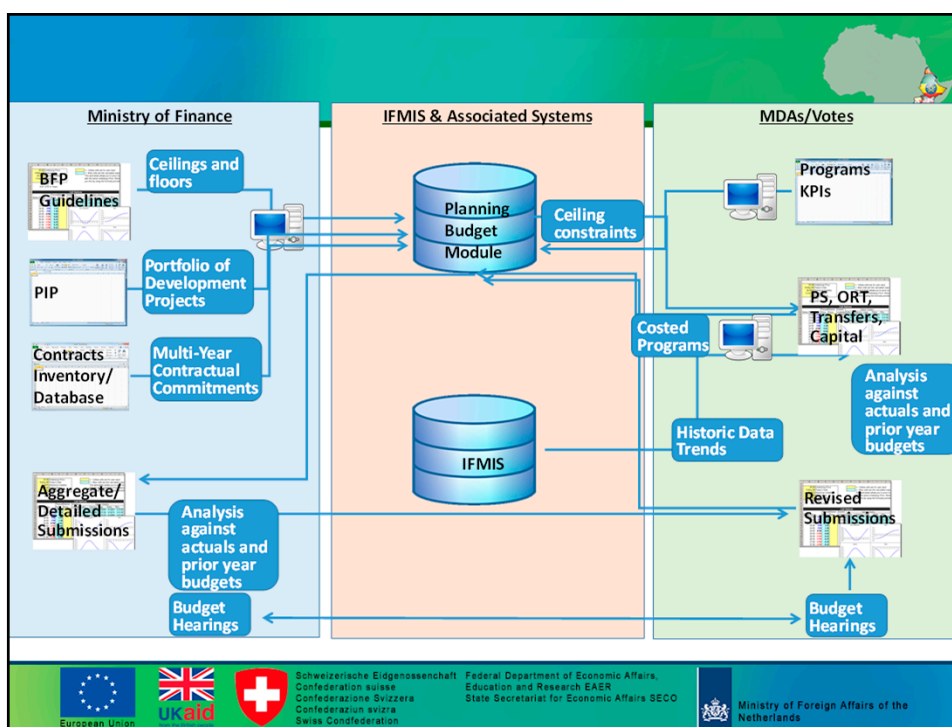 Ministry of Finance
BFP
Guidelines
Ceilings and
floors
PIP
Portfolio of
Development
Projects
Contracts
Inventory/
Database
Multi-Year
Contractual
Commitments
Aggregate/
Detailed
Submissions
Analysis
against
actuals and
prior year
budgets
Budget
Hearings
IFMIS & Associated Systems
Planning
Budget
Module
Ceiling
constraints
Costed
Programs
IFMIS
Historic Data
Trends
MDAs/Votes
Programs
KPIs
PS, ORT,
Transfers,
Capital
Analysis
against
actuals and
prior year
budgets
Revised
Submissions
Budget
Hearings
European Union
UKaid
from the British people
Schweizerische Eidgenossenschaft
Confederation suisse
Confederazione Svizzera
Confederaziun svizra
Swiss Condfederation
Federal Department of Economic Affairs,
Education and Research EAER
State Secretariat for Economic Affairs SECO
Ministry of Foreign Affairs of the
Netherlands